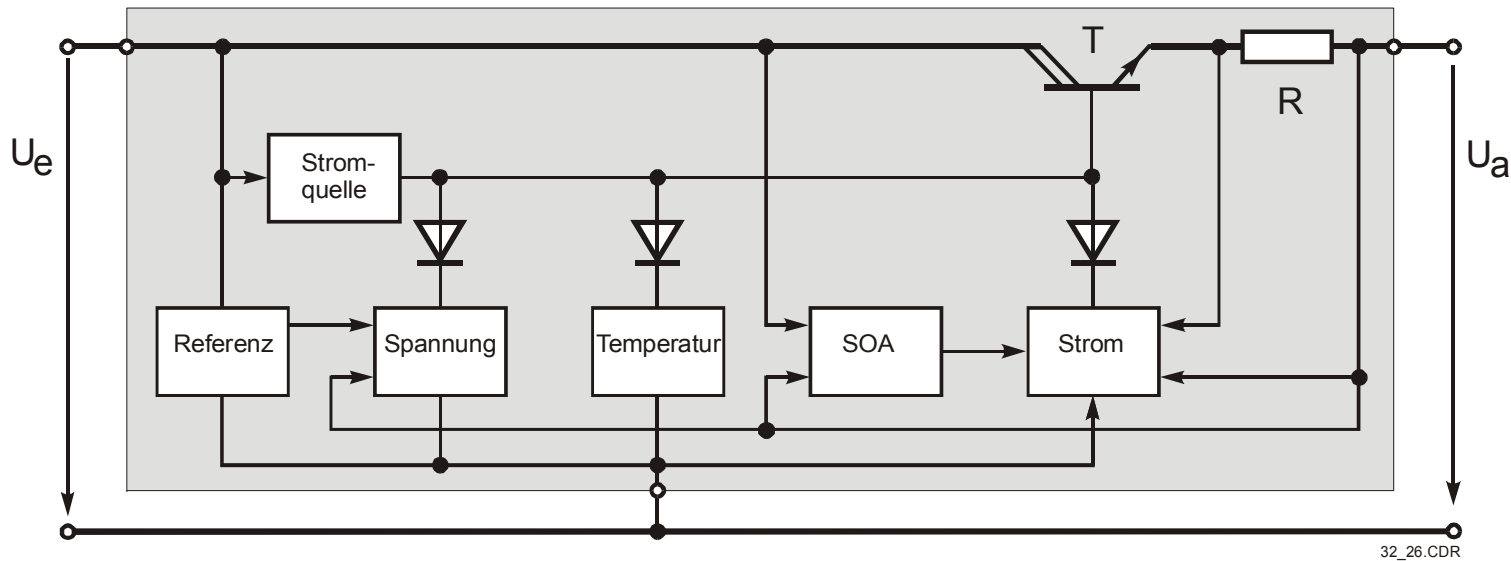 T
R
Ue
Ua
Strom-
quelle
Referenz
Spannung
Temperatur
SOA
Strom
32_26.CDR